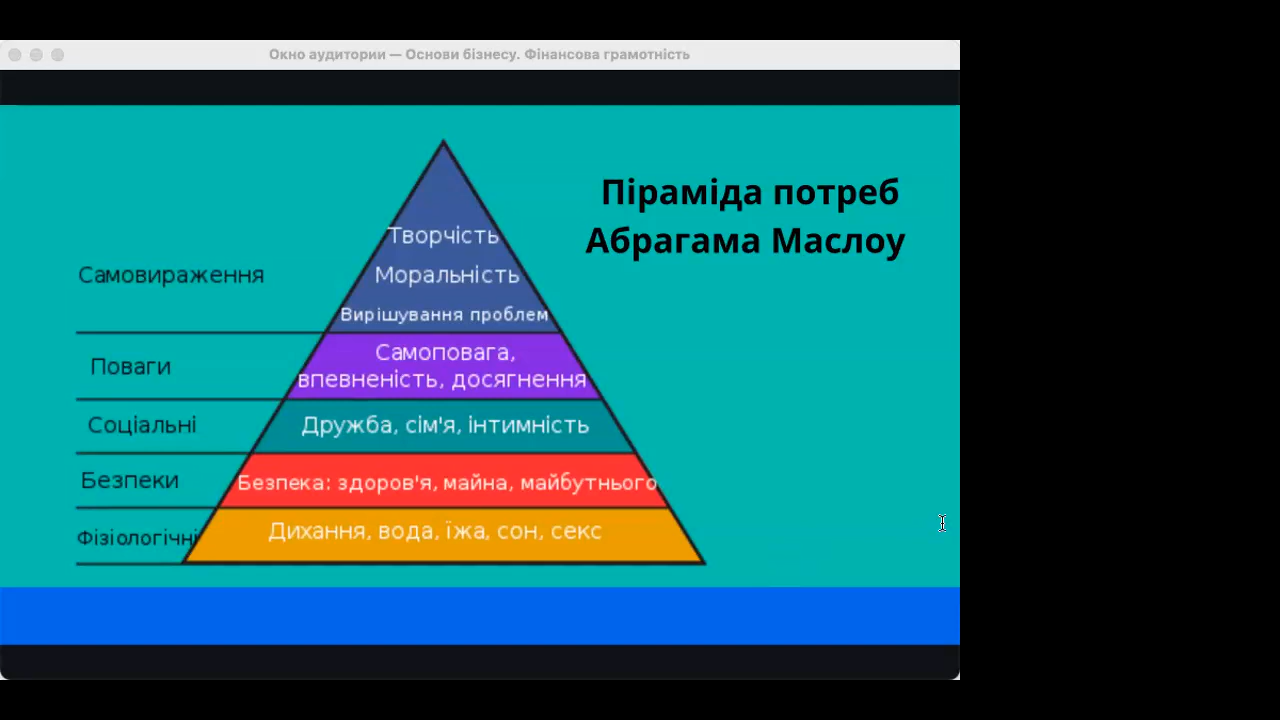 Окно аудитории — Основи бізнесу. Фінансова грамотність
Піраміда потреб
Абрагама Маслоу
Творчість
Самовираження
Моральність
Вирішування проблем
Поваги
Самоповага,
впевненість, досягнення
Соціальні
Дружба, сім'я, інтимність
Безпеки
Безпека: здоров'я, майна, майбутнього
Фізіологічні
Дихання, вода, їжа, сон, секс